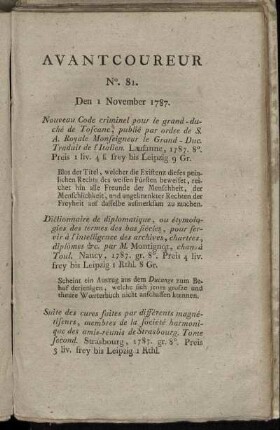 AVANTCOUREUR
N°. 81.
Den 1 November 1787.
Nouveau Code criminel pour le grand-du-
ché de Toscane, publié par ordre de S.
A. Royale Monseigneur le Grand-Duc.
Traduit de l'Italien. Lausanne, 1787. 8°.
Preis 1 liv. 4 ß frey bis Leipzig 9 Gr.
Blos der Titel, welcher die Existenz dieses pein-
lichen Rechts des weisen Fürsten beweiset, rei-
chet hin alle Freunde der Menschheit, der
Menschlichkeit, und ungekränkter Rechten der
Freyheit auf dasselbe aufmerksam zu machen.
Dictionnaire de diplomatique, ou étymolo-
gies des termes des bas siecles, pour ser-
vir à l'intelligence des archives, chartres,
diplômes &c. par M. Montignot, chan. à
Toul. Nancy, 1787. gr. 8°. Preis 4 liv.
frey bis Leipzig 1 Rthl. 8 Gr.
Scheint ein Auszug aus dem Ducange zum Be-
huf derjenigen, welche sich jenes grosse und
theure Wœrterbuch nicht anschaffen kœnnen.
Suite des cures faites par différents magné-
tiseurs, membres de la société harmoni-
que des amis-réunis de Strasbourg. Tome
second. Strasbourg, 1787. gr. 8°. Preis
3 liv. frey bis Leipzig 1 Rthl.